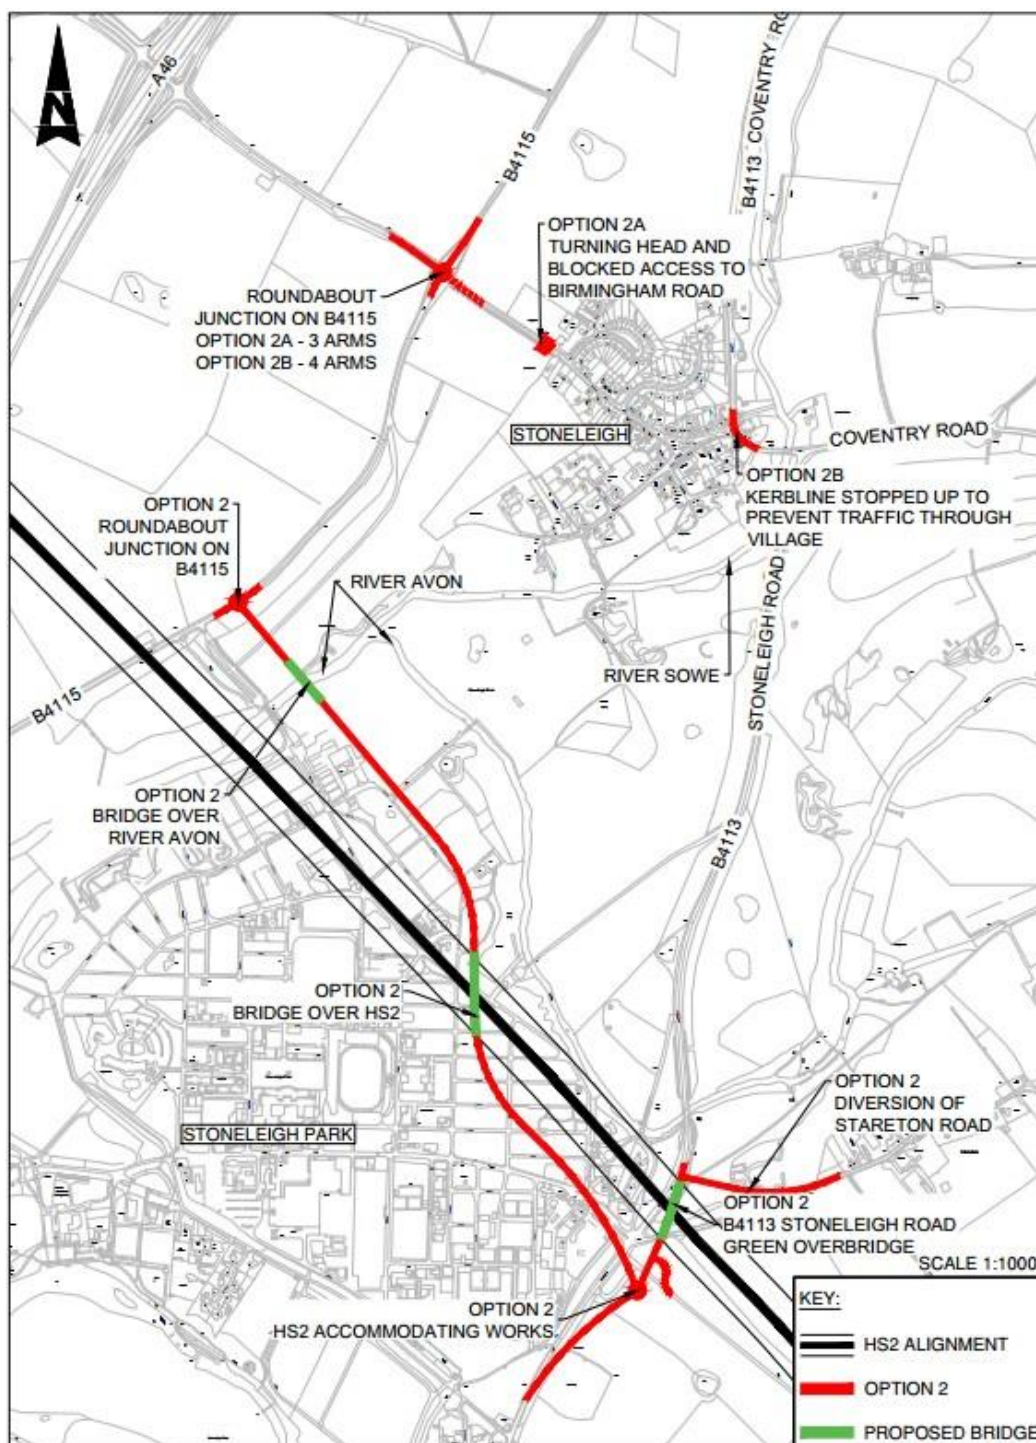 A46
B4115
B4113 COVENTRY RO
N
OPTION 2A
TURNING HEAD AND
BLOCKED ACCESS TO
BIRMINGHAM ROAD
ROUNDABOUT
JUNCTION ON B4115
OPTION 2A - 3 ARMS
OPTION 2B - 4 ARMS
STONELEIGH
COVENTRY ROAD
OPTION 2B
KERBLINE STOPPED UP TO
PREVENT TRAFFIC THROUGH
VILLAGE
OPTION 2
ROUNDABOUT
JUNCTION ON
B4115
RIVER AVON
RIVER SOWE
STONELEIGH ROAD
B4115
OPTION 2
BRIDGE OVER
RIVER AVON
B4113
OPTION 2
BRIDGE OVER HS2
OPTION 2
DIVERSION OF
STARETON ROAD
STONELEIGH PARK
OPTION 2
B4113 STONELEIGH ROAD
GREEN OVERBRIDGE
SCALE 1:1000
OPTION 2
HS2 ACCOMMODATING WORKS
KEY:
HS2 ALIGNMENT
OPTION 2
PROPOSED BRIDGE